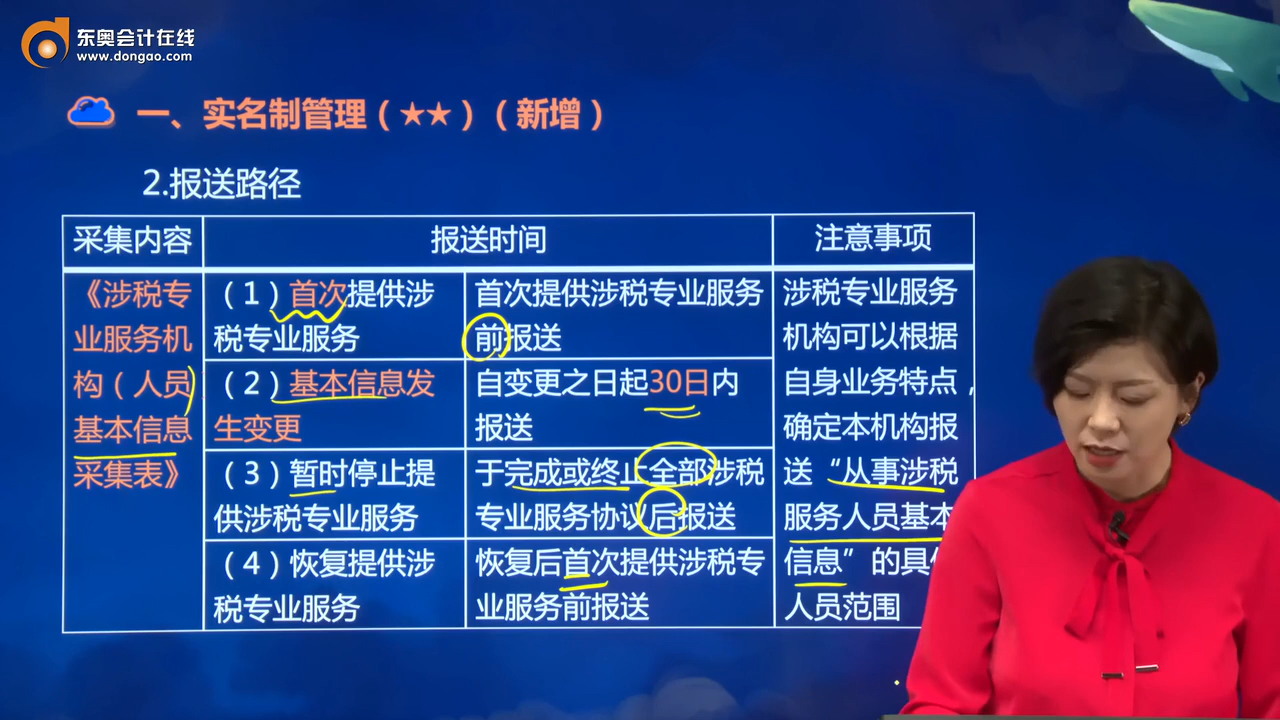 东奥会计在线
www.dongao.com
一、实名制管理（★★）（新增）
2.报送路径
采集内容
报送时间
注意事项
《涉税专
业服务机
构（人员）
基本信息
采集表》
（1）首次提供涉
税专业服务
首次提供涉税专业服务
前报送
（2）基本信息发
生变更
自变更之日起30日内
报送
（3）暂时停止提
供涉税专业服务
于完成或终止全部涉税
专业服务协议后报送
（4）恢复提供涉
税专业服务
恢复后首次提供涉税专
业服务前报送
涉税专业服务
机构可以根据
自身业务特点，
确定本机构报
送“从事涉税
服务人员基本
信息”的具体
人员范围